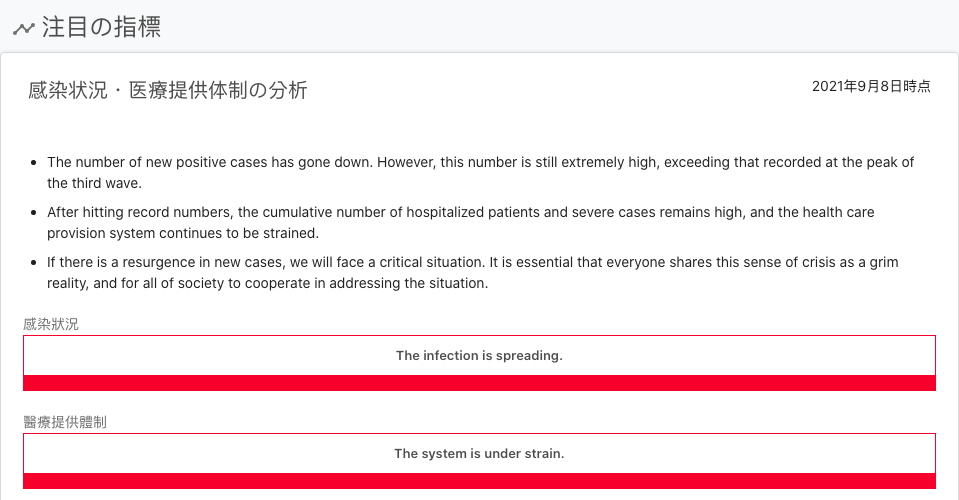 注目の指標
感染状況・医療提供体制の分析
2021年9月8日時点
The number of new positive cases has gone down. However, this number is still extremely high, exceeding that recorded at the peak of
the third wave.
After hitting record numbers, the cumulative number of hospitalized patients and severe cases remains high, and the health care
provision system continues to be strained.
If there is a resurgence in new cases, we will face a critical situation. It is essential that everyone shares this sense of crisis as a grim
reality, and for all of society to cooperate in addressing the situation.
感染狀況
The infection is spreading.
醫療提供體制
The system is under strain.